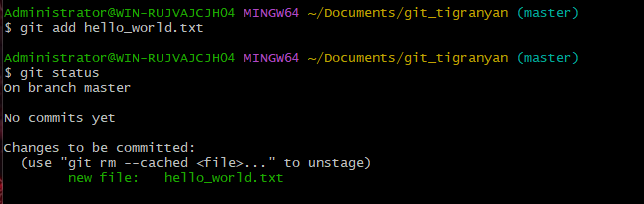 Administrator@WIN-RUJVAJCJHO4 MINGW64 ~/Documents/git_tigranyan (master)
$ git add hello_world.txt

Administrator@WIN-RUJVAJCJHO4 MINGW64 ~/Documents/git_tigranyan (master)
$ git status
On branch master

No commits yet

Changes to be committed:
  (use "git rm --cached <file>..." to unstage)
        new file:   hello_world.txt